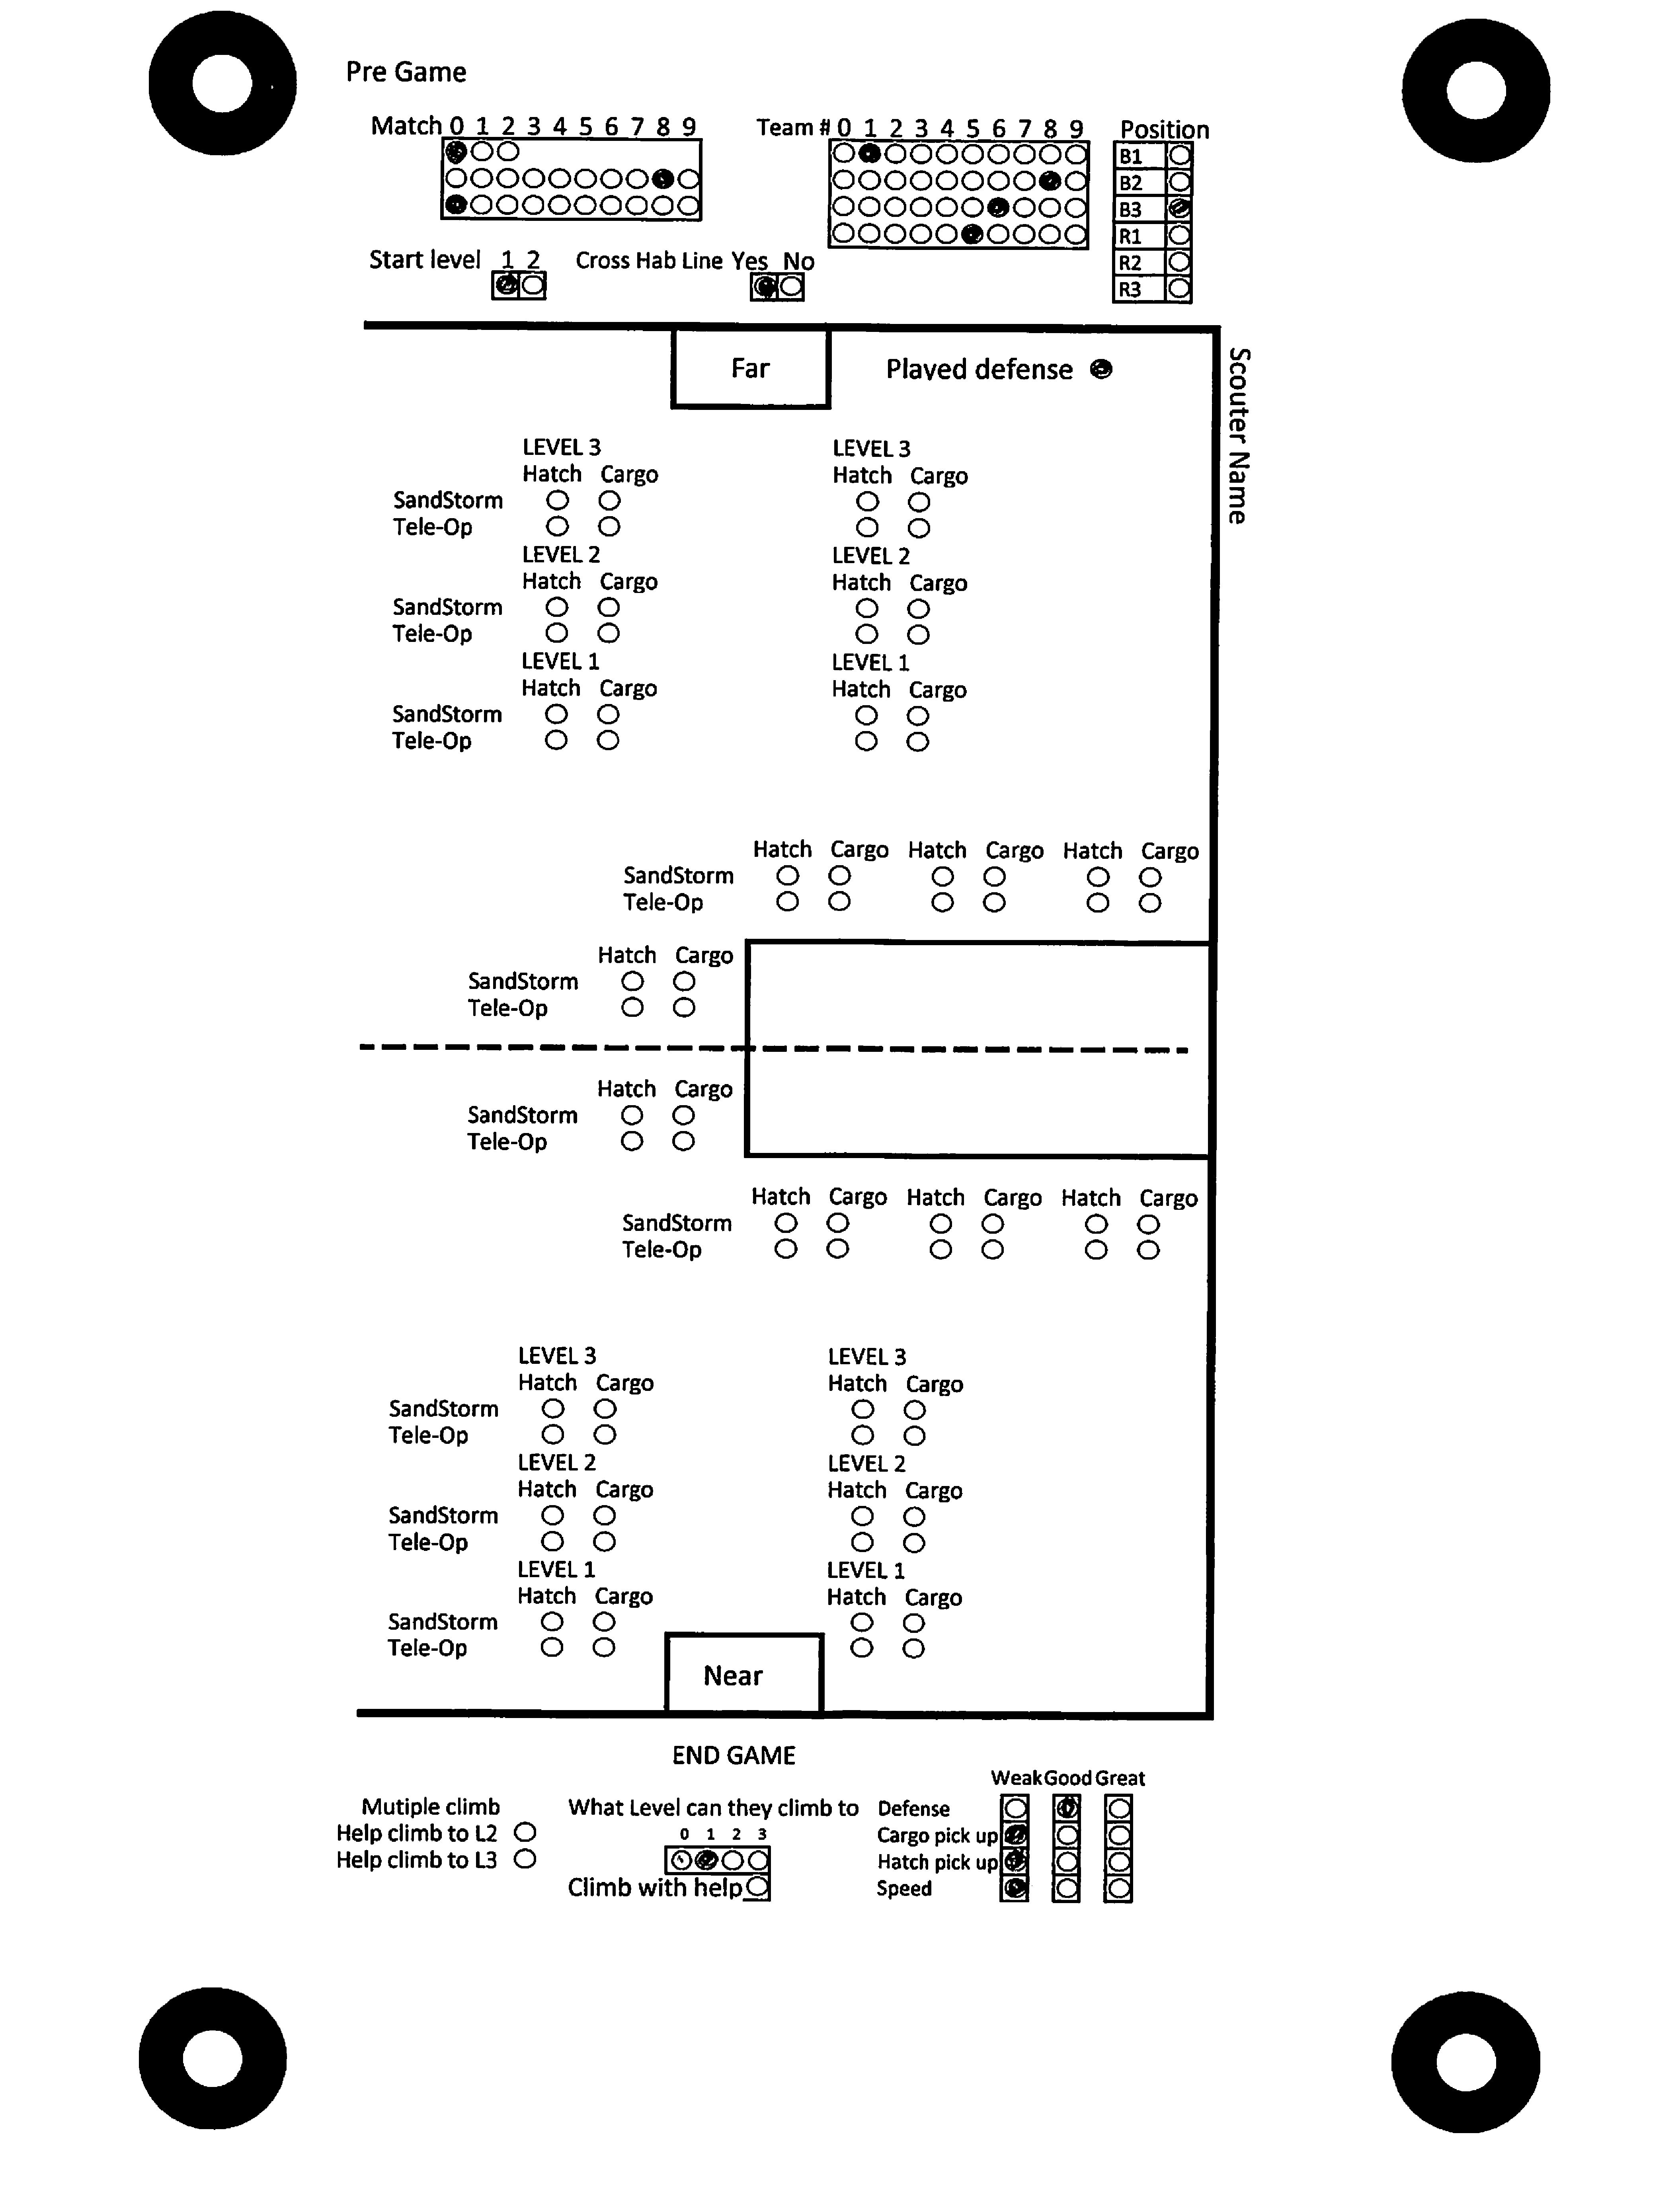 Pre Game
Match 0 1 2 3 4 5 6 7 8 9
Team # 0 1 2 3 4 5 6 7 8 9
Position
B1
B2
B3
R1
R2
R3
Start level 1 2
Cross Hab Line Yes No
Far
Played defense
Scouter Name
LEVEL 3 LEVEL 3
Hatch Cargo Hatch Cargo
SandStorm
Tele-Op
LEVEL 2 LEVEL 2
Hatch Cargo Hatch Cargo
SandStorm
Tele-Op
LEVEL 1 LEVEL 1
Hatch Cargo Hatch Cargo
SandStorm
Tele-Op
Hatch Cargo Hatch Cargo Hatch Cargo
SandStorm
Tele-Op
Hatch Cargo
SandStorm
Tele-Op
Hatch Cargo
SandStorm
Tele-Op
Hatch Cargo Hatch Cargo Hatch Cargo
SandStorm
Tele-Op
LEVEL 3 LEVEL 3
Hatch Cargo Hatch Cargo
SandStorm
Tele-Op
LEVEL 2 LEVEL 2
Hatch Cargo Hatch Cargo
SandStorm
Tele-Op
LEVEL 1 LEVEL 1
Hatch Cargo Hatch Cargo
SandStorm
Tele-Op
Near
END GAME
Mutiple climb
Help climb to L2
Help climb to L3
What Level can they climb to
0 1 2 3
Climb with help
Weak Good Great
Defense
Cargo pick up
Hatch pick up
Speed